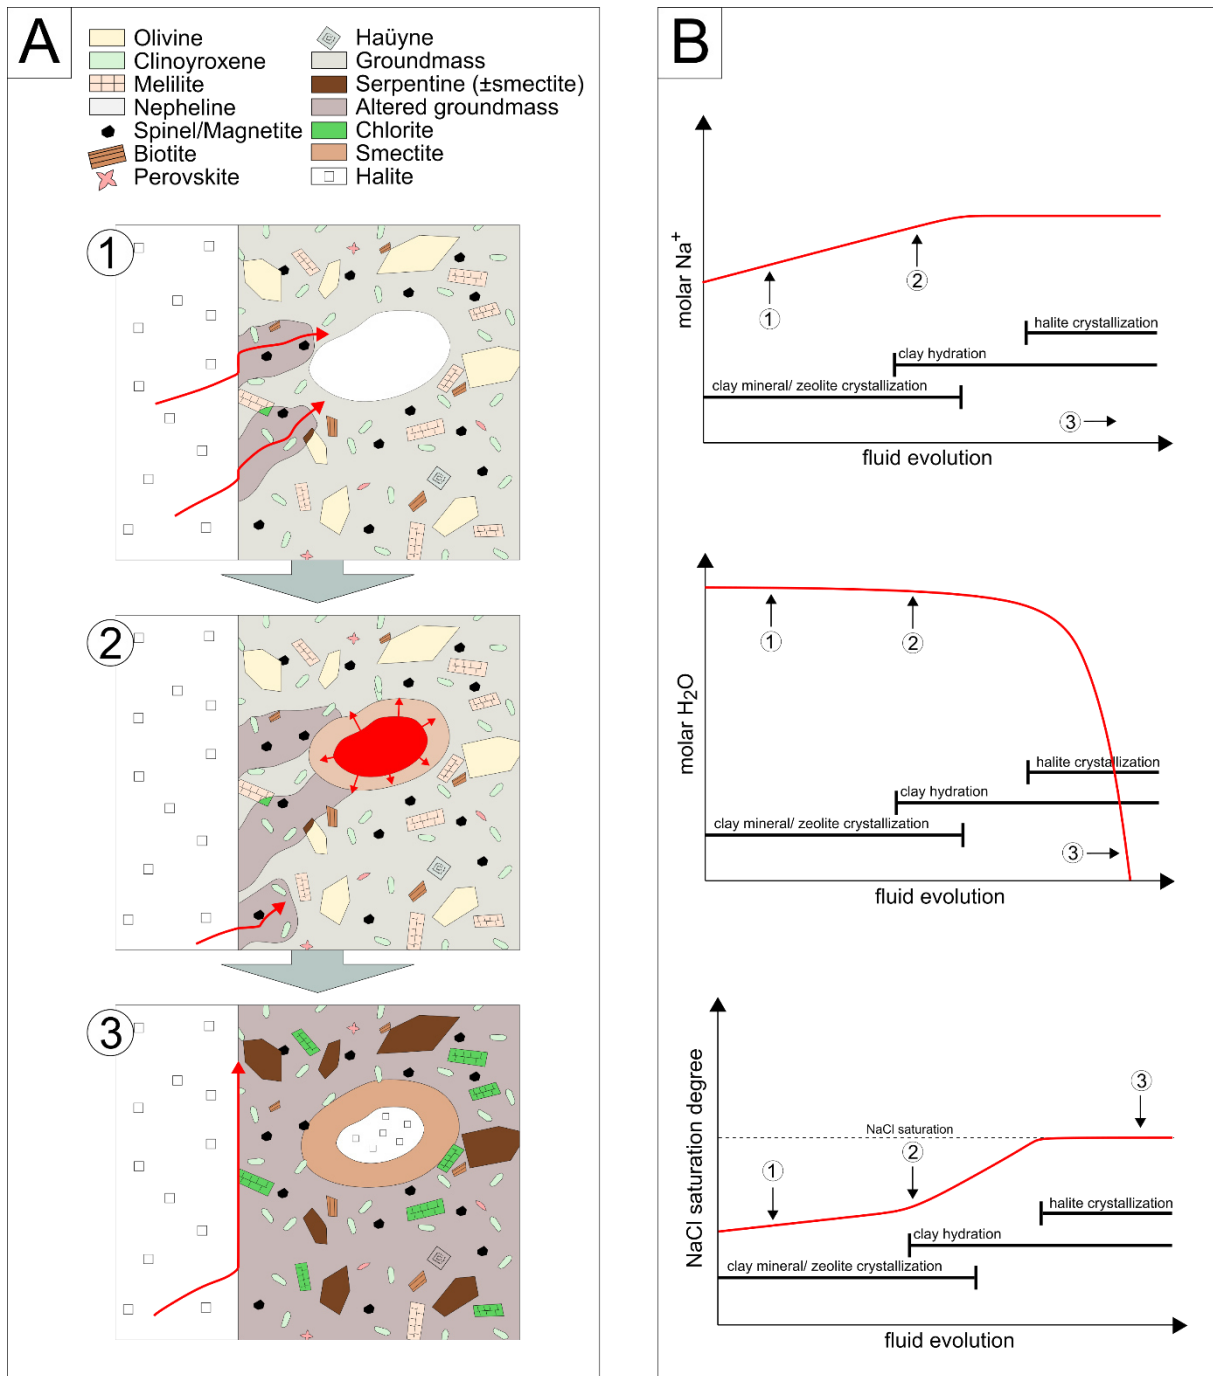 A
Olivine
Clinoyroxene
Melilite
Nepheline
Spinel/Magnetite
Biotite
Perovskite
Haüyne
Groundmass
Serpentine (±smectite)
Altered groundmass
Chlorite
Smectite
Halite
1
2
3
B
molar Na+
1
2
halite crystallization
clay hydration
clay mineral/ zeolite crystallization
3
fluid evolution
molar H2O
1
2
halite crystallization
clay hydration
clay mineral/ zeolite crystallization
3
fluid evolution
NaCl saturation degree
3
NaCl saturation
2
1
halite crystallization
clay hydration
clay mineral/ zeolite crystallization
fluid evolution